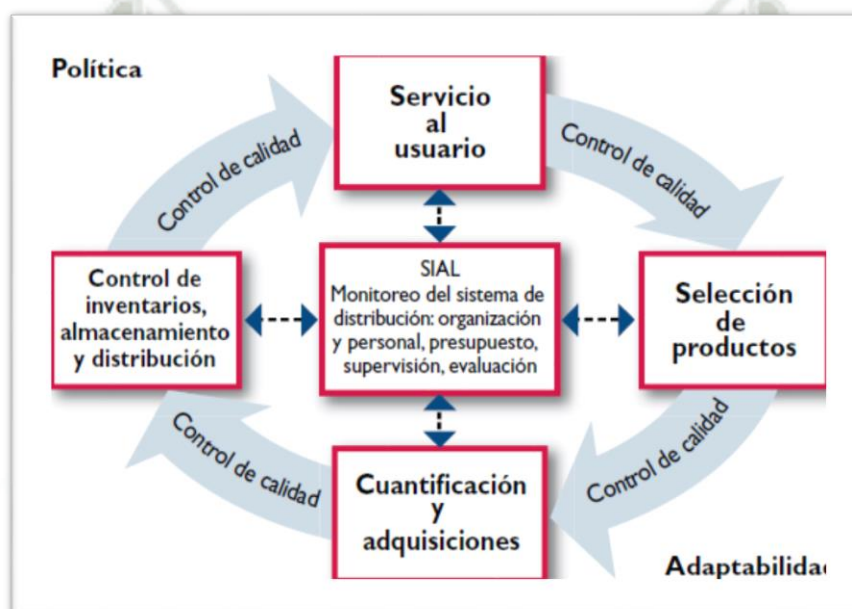 Política
Servicio
al
usuario
Control de calidad
Control de calidad
Control de
inventarios,
almacenamiento
y distribución
SIAL
Monitoreo del sistema de
distribución: organización
y personal, presupuesto,
supervisión, evaluación
Selección
de
productos
Control de calidad
Control de calidad
Cuantificación
y
adquisiciones